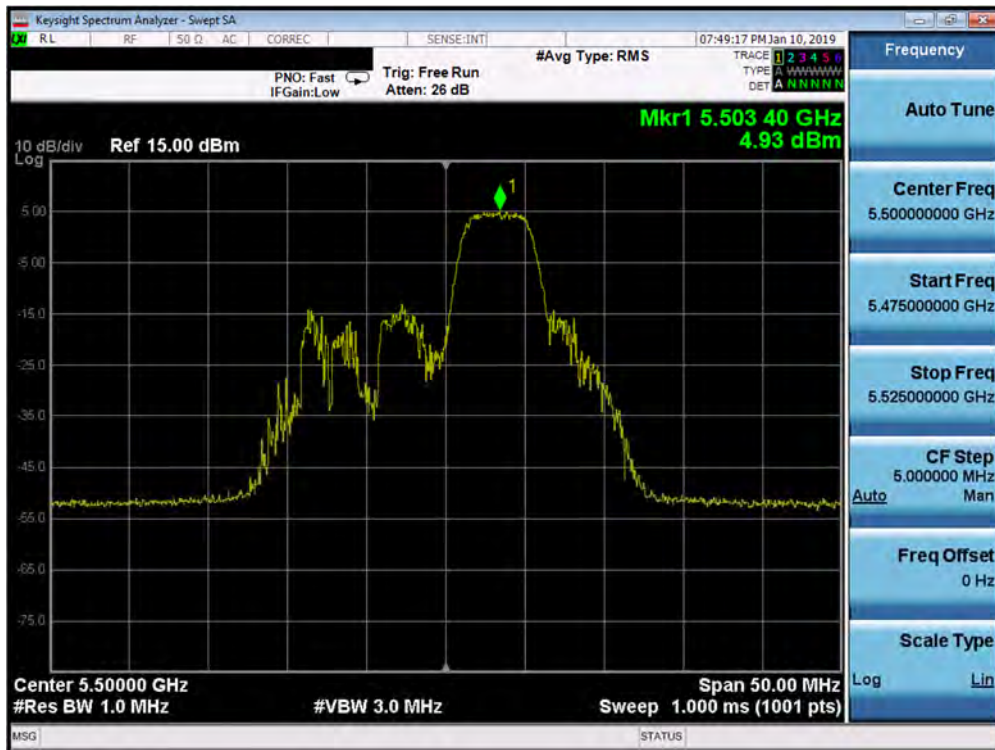 Keysight Spectrum Analyzer - Swept SA
LXI RL RF 50 Ω AC CORREC SENSE:INT 07:49:17 PM Jan 10, 2019
#Avg Type: RMS TRACE 1 2 3 4 5 6
PNO: Fast Trig: Free Run TYPE A WWWWW
IFGain:Low Atten: 26 dB DET A N N N N N
Mkr1 5.503 40 GHz
4.93 dBm
10 dB/div Ref 15.00 dBm
Log
1
5.00
-5.00
-15.0
-25.0
-35.0
-45.0
-55.0
-65.0
-75.0
Center 5.50000 GHz Span 50.00 MHz
#Res BW 1.0 MHz #VBW 3.0 MHz Sweep 1.000 ms (1001 pts)
MSG STATUS
Frequency
Auto Tune
Center Freq
5.500000000 GHz
Start Freq
5.475000000 GHz
Stop Freq
5.525000000 GHz
CF Step
5.000000 MHz
Auto Man
Freq Offset
0 Hz
Scale Type
Log Lin